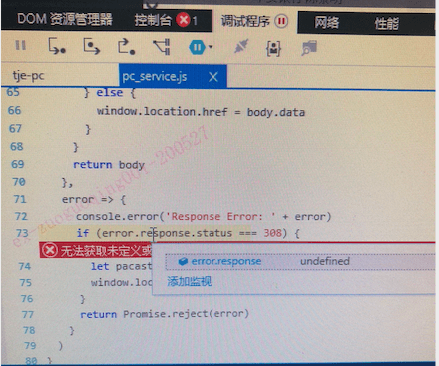 DOM 资源管理器 控制台 1 调试程序 网络 性能
tje-pc pc_service.js X
65 } else {
66 window.location.href = body.data
67 }
68 }
69 return body
70 },
71 error => {
72 console.error('Response Error: ' + error)
73 if (error.response.status === 308) {
无法获取未定义或
error.response undefined
74 let pacast
添加监视
75 window.loc
76 }
77 return Promise.reject(error)
78 }
79 )
80 }